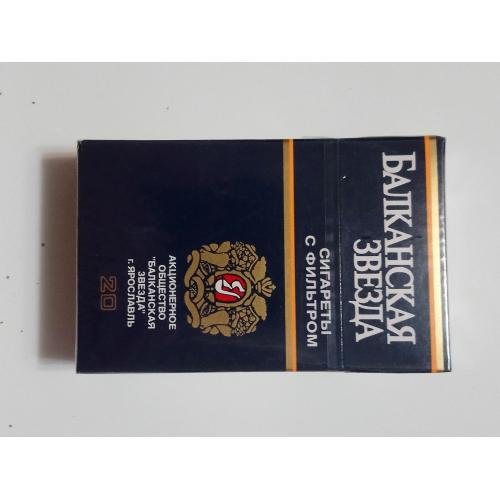 БАЛКАНСКАЯ
ЗВЕЗДА
СИГАРЕТЫ
С ФИЛЬТРОМ
АКЦИОНЕРНОЕ
ОБЩЕСТВО
"БАЛКАНСКАЯ
ЗВЕЗДА"
г. ЯРОСЛАВЛЬ
20